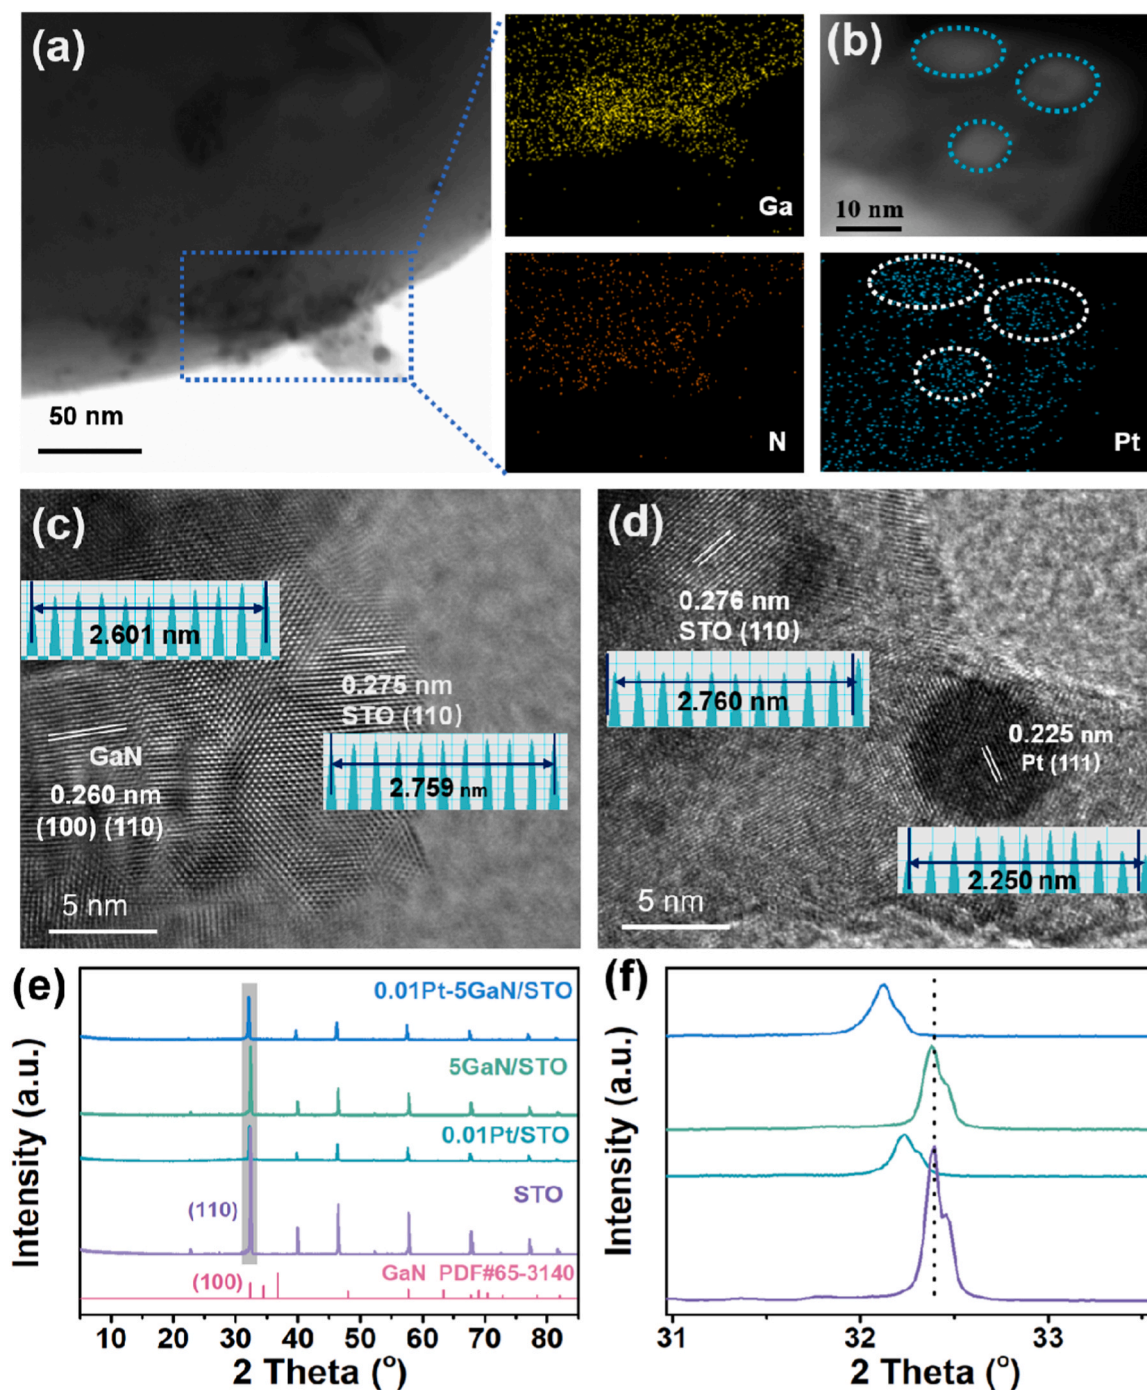 (a)
50 nm
Ga
N
(b)
10 nm
Pt
(c)
2.601 nm
0.275 nm
STO (110)
GaN
0.260 nm
(100) (110)
2.759 nm
5 nm
(d)
0.276 nm
STO (110)
2.760 nm
0.225 nm
Pt (111)
2.250 nm
5 nm
(e)
0.01Pt-5GaN/STO
5GaN/STO
0.01Pt/STO
STO
(110)
GaN PDF#65-3140
(100)
Intensity (a.u.)
10 20 30 40 50 60 70 80
2 Theta (°)
(f)
Intensity (a.u.)
31 32 33
2 Theta (°)